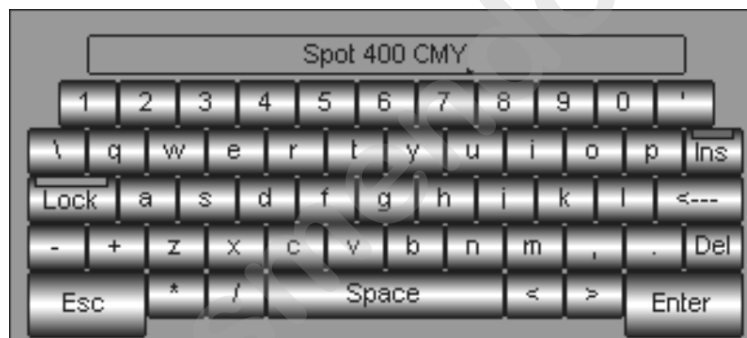 Spot 400 CMY
1 2 3 4 5 6 7 8 9 0 '
\ q w e r t y u i o p Ins
Lock a s d f g h j k l <---
- + z x c v b n m , . Del
Esc * / Space < > Enter